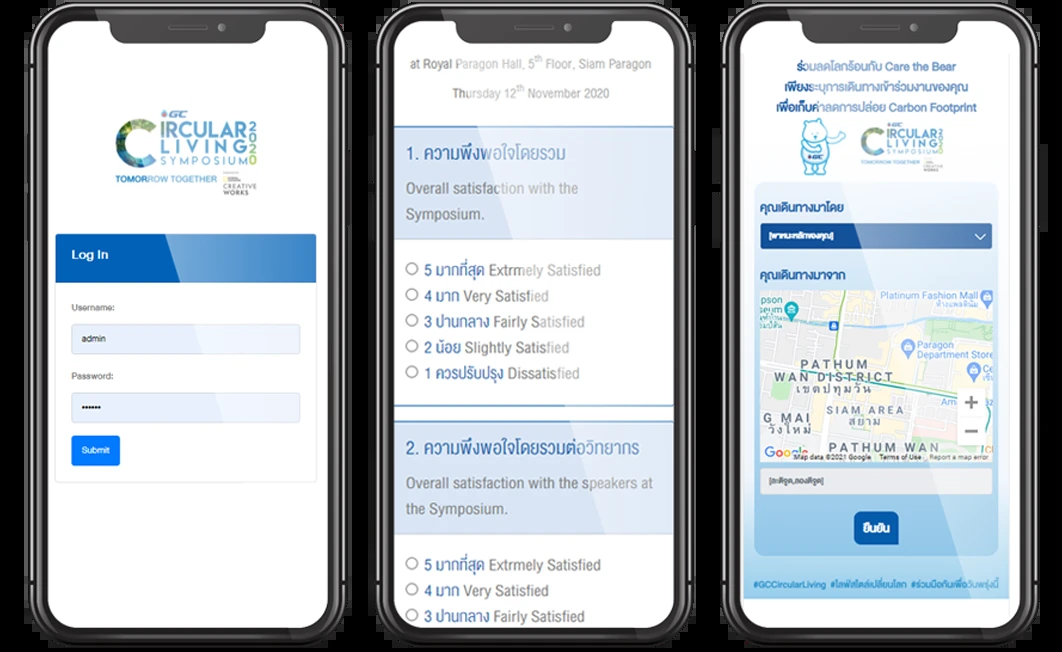 GC
CIRCULAR
LIVING
SYMPOSIUM
2020
TOMORROW TOGETHER
CREATIVE
WORKS
Log In
Username:
admin
Password:
••••••
Submit
at Royal Paragon Hall, 5th Floor, Siam Paragon
Thursday 12th November 2020
1. ความพึงพอใจโดยรวม
Overall satisfaction with the
Symposium.
5 มากที่สุด Extrmely Satisfied
4 มาก Very Satisfied
3 ปานกลาง Fairly Satisfied
2 น้อย Slightly Satisfied
1 ควรปรับปรุง Dissatisfied
2. ความพึงพอใจโดยรวมต่อวิทยากร
Overall satisfaction with the speakers at
the Symposium.
5 มากที่สุด Extrmely Satisfied
4 มาก Very Satisfied
3 ปานกลาง Fairly Satisfied
ร่วมลดโลกร้อนกับ Care the Bear
เพียงระบุการเดินทางเข้าร่วมงานของคุณ
เพื่อเก็บค่าลดการปล่อย Carbon Footprint
GC
GC
CIRCULAR
LIVING
SYMPOSIUM
2020
TOMORROW TOGETHER
CREATIVE
WORKS
คุณเดินทางมาโดย
[พาหนะหลักของคุณ]
คุณเดินทางมาจาก
Platinum Fashion Mall
ห้างแพลตินั่ม
Paragon
Department Store
PATHUM
WAN DISTRICT
เขตปทุมวัน
SIAM AREA
สยาม
G MAI
วังใหม่
PATHUM WAN
+
−
Google
Map data ©2021 Google
Terms of Use
Report a map error
[ละติจูด,ลองติจูด]
ยืนยัน
#GCCircularLiving #ไลฟ์สไตล์เปลี่ยนโลก #ร่วมมือกันเพื่อวันพรุ่งนี้